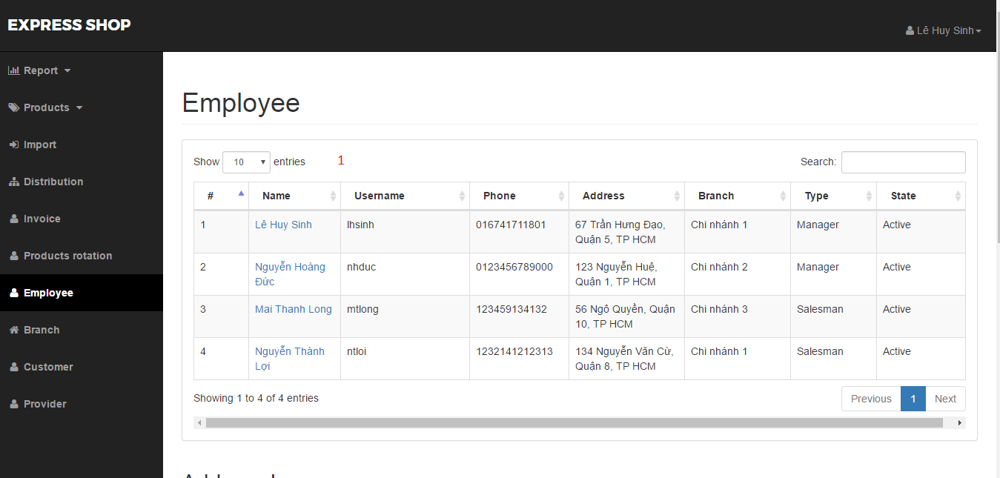 EXPRESS SHOP
Lê Huy Sinh
Report
Products
Import
Distribution
Invoice
Products rotation
Employee
Branch
Customer
Provider
Employee
Show 10 entries 1 Search:
# Name Username Phone Address Branch Type State
1 Lê Huy Sinh lhsinh 016741711801 67 Trần Hưng Đạo, Chi nhánh 1 Manager Active
Quận 5, TP HCM
2 Nguyễn Hoàng nhduc 0123456789000 123 Nguyễn Huệ, Chi nhánh 2 Manager Active
Đức Quận 1, TP HCM
3 Mai Thanh Long mtlong 123459134132 56 Ngô Quyền, Quận Chi nhánh 3 Salesman Active
10, TP HCM
4 Nguyễn Thành ntloi 1232141212313 134 Nguyễn Văn Cừ, Chi nhánh 1 Salesman Active
Lợi Quận 8, TP HCM
Showing 1 to 4 of 4 entries Previous 1 Next